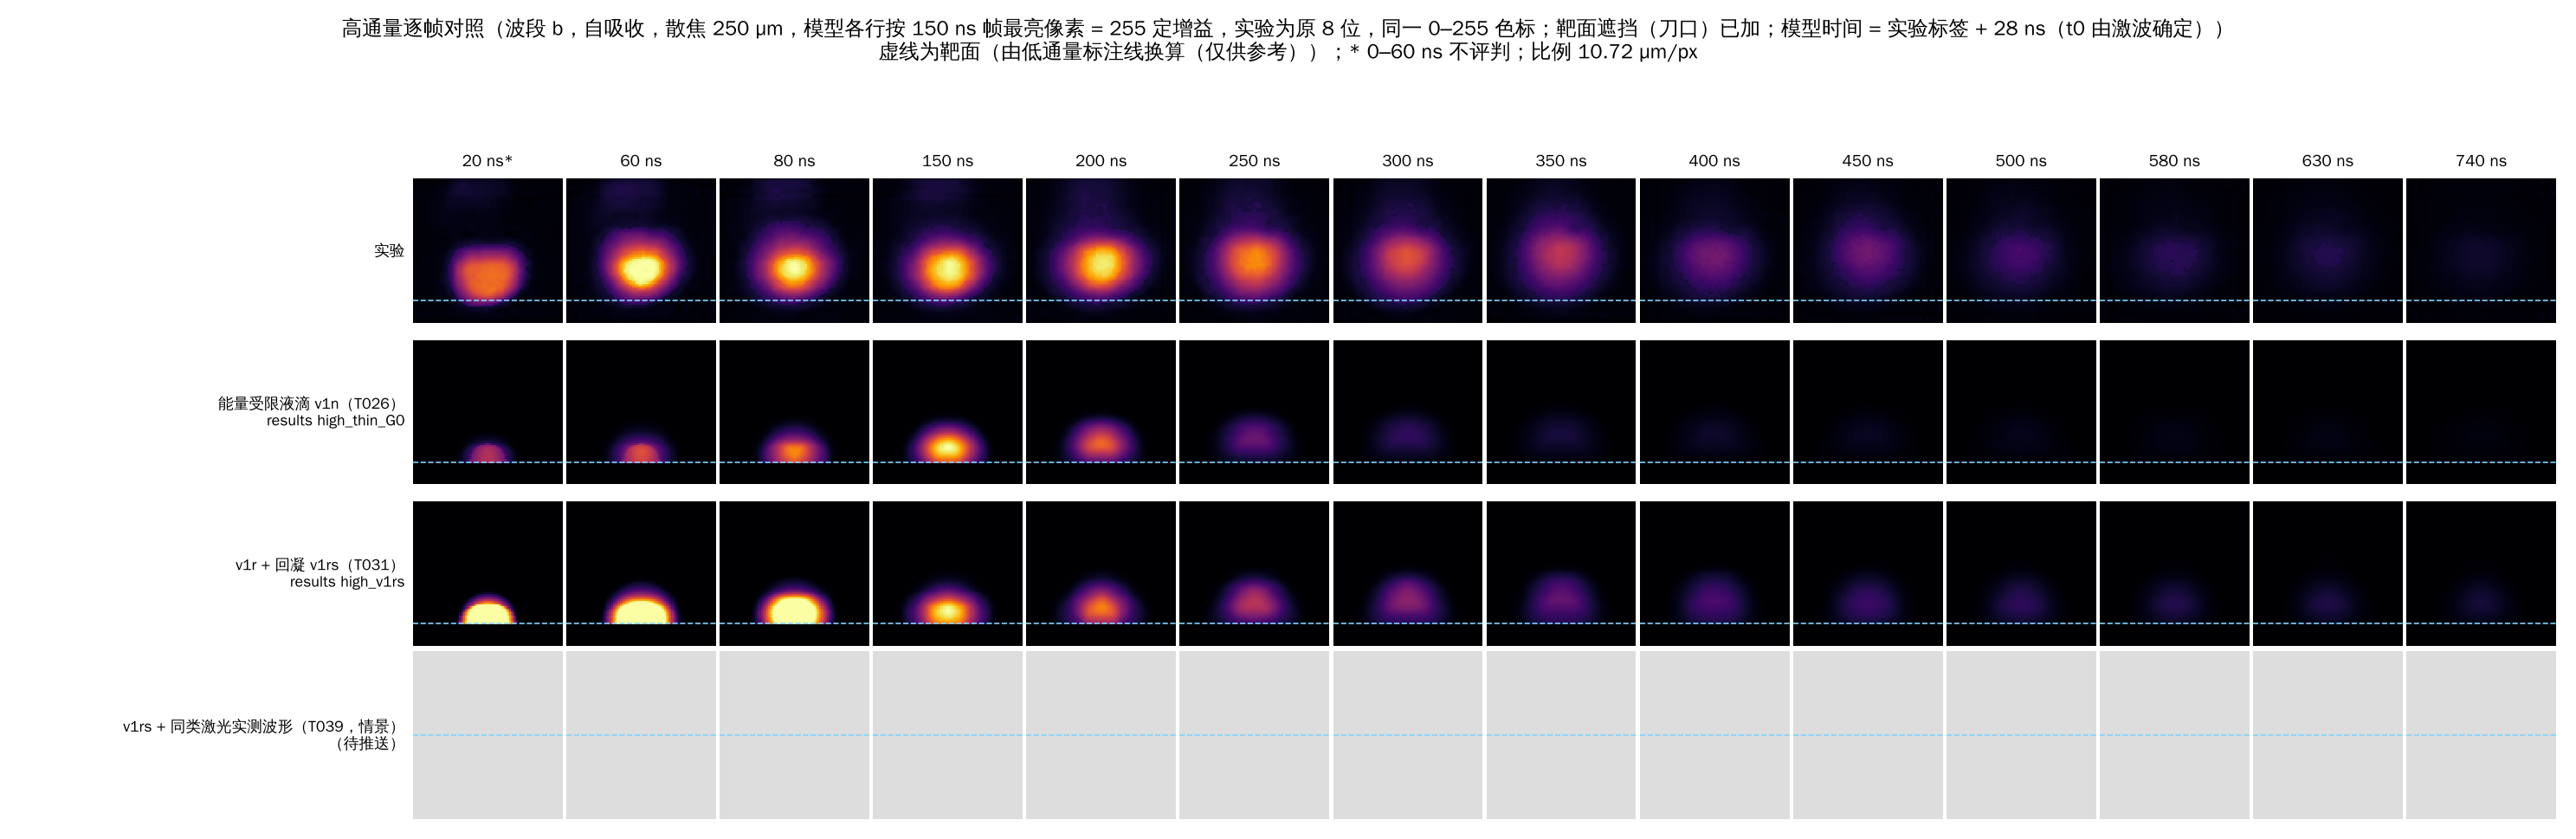 高通量逐帧对照（波段 b，自吸收，散焦 250 μm，模型各行按 150 ns 帧最亮像素 = 255 定增益，实验为原 8 位，同一 0–255 色标；靶面遮挡（刀口）已加；模型时间 = 实验标签 + 28 ns（t0 由激波确定））
虚线为靶面（由低通量标注线换算（仅供参考））；* 0–60 ns 不评判；比例 10.72 μm/px
20 ns* 60 ns 80 ns 150 ns 200 ns 250 ns 300 ns 350 ns 400 ns 450 ns 500 ns 580 ns 630 ns 740 ns
实验
能量受限液滴 v1n（T026）
results high_thin_G0
v1r + 回凝 v1rs（T031）
results high_v1rs
v1rs + 同类激光实测波形（T039，情景）
（待推送）